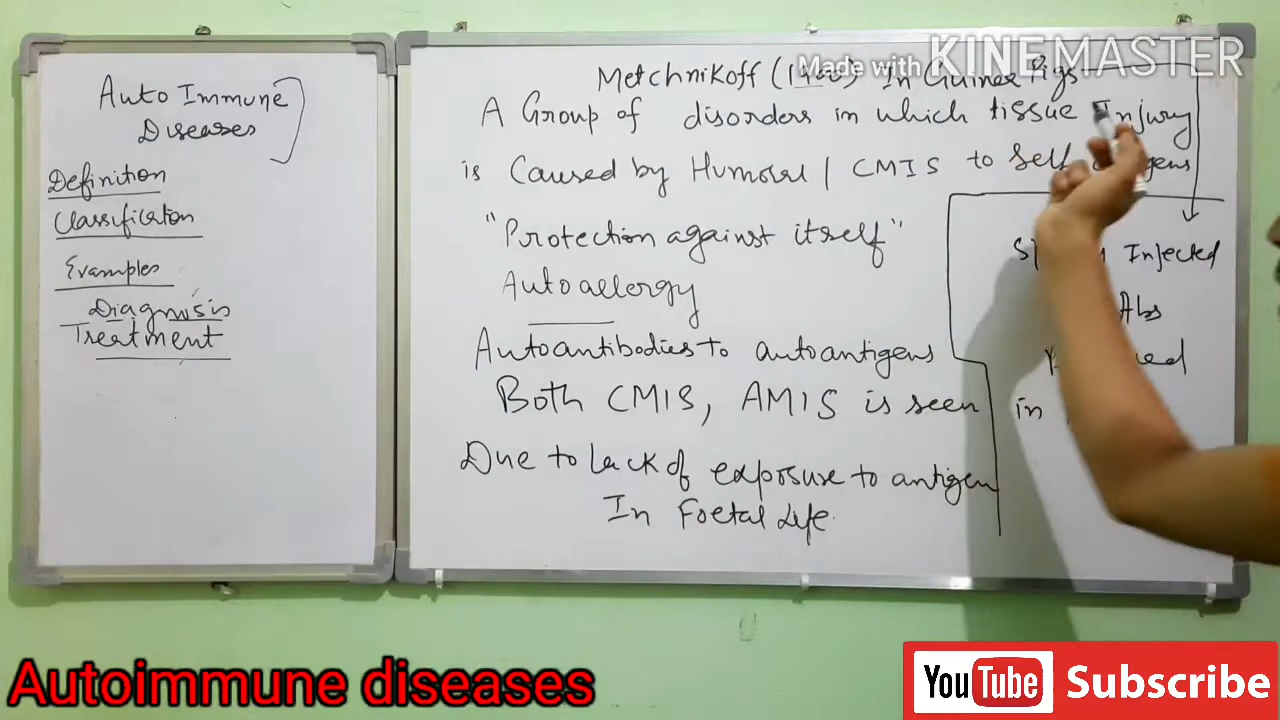 Auto Immune
Diseases
Definition
Classification
Examples
Diagnosis
Treatment
Made with KINEMASTER
Metchnikoff ( ) In Guinea Pigs
A Group of disorders in which tissue Injury
is Caused by Humoral / CMIS to Self
"Protection against itself"
Autoallergy
Autoantibodies to autoantigens
Both CMIS, AMIS is seen
Due to lack of exposure to antigen
In Foetal Life.
Injected
Abs
in
Autoimmune diseases
YouTube Subscribe